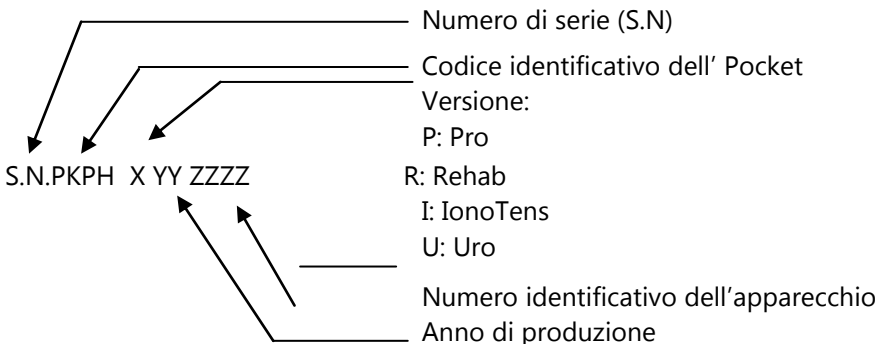 Numero di serie (S.N)
Codice identificativo dell’ Pocket
Versione:
P: Pro
S.N.PKPH X YY ZZZZ R: Rehab
I: IonoTens
U: Uro
Numero identificativo dell’apparecchio
Anno di produzione